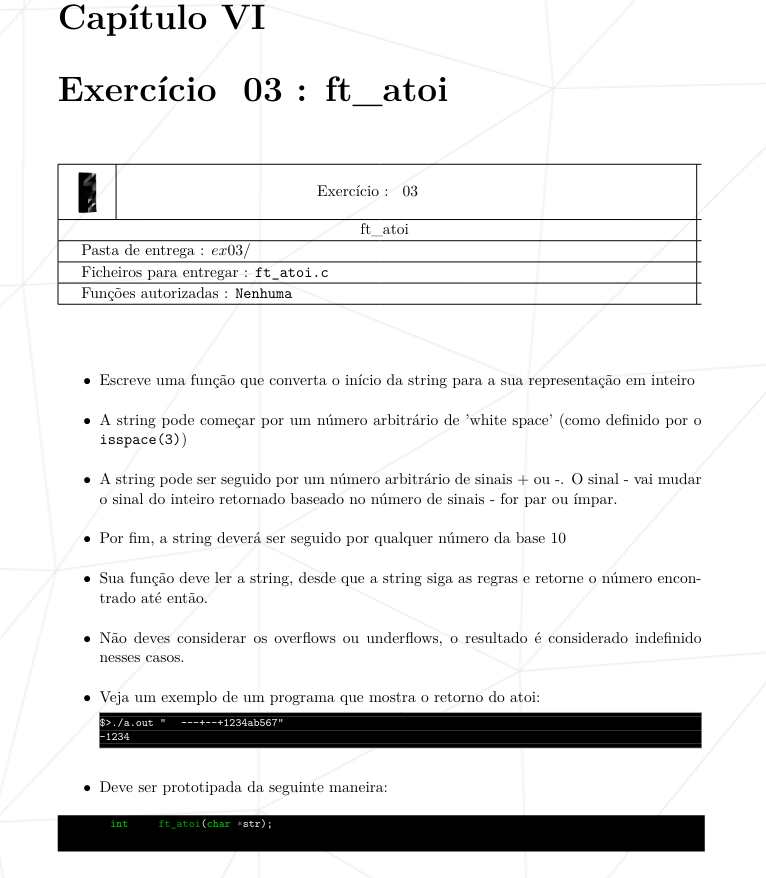 Capítulo VI
Exercício 03 : ft_atoi
Exercício : 03
ft_atoi
Pasta de entrega : ex03/
Ficheiros para entregar : ft_atoi.c
Funções autorizadas : Nenhuma
• Escreve uma função que converta o início da string para a sua representação em inteiro
• A string pode começar por um número arbitrário de 'white space' (como definido por o
isspace(3))
• A string pode ser seguido por um número arbitrário de sinais + ou -. O sinal - vai mudar
o sinal do inteiro retornado baseado no número de sinais - for par ou ímpar.
• Por fim, a string deverá ser seguido por qualquer número da base 10
• Sua função deve ler a string, desde que a string siga as regras e retorne o número encon-
trado até então.
• Não deves considerar os overflows ou underflows, o resultado é considerado indefinido
nesses casos.
• Veja um exemplo de um programa que mostra o retorno do atoi:
$>./a.out "   ---+--+1234ab567"
-1234
• Deve ser prototipada da seguinte maneira:
int ft_atoi(char *str);